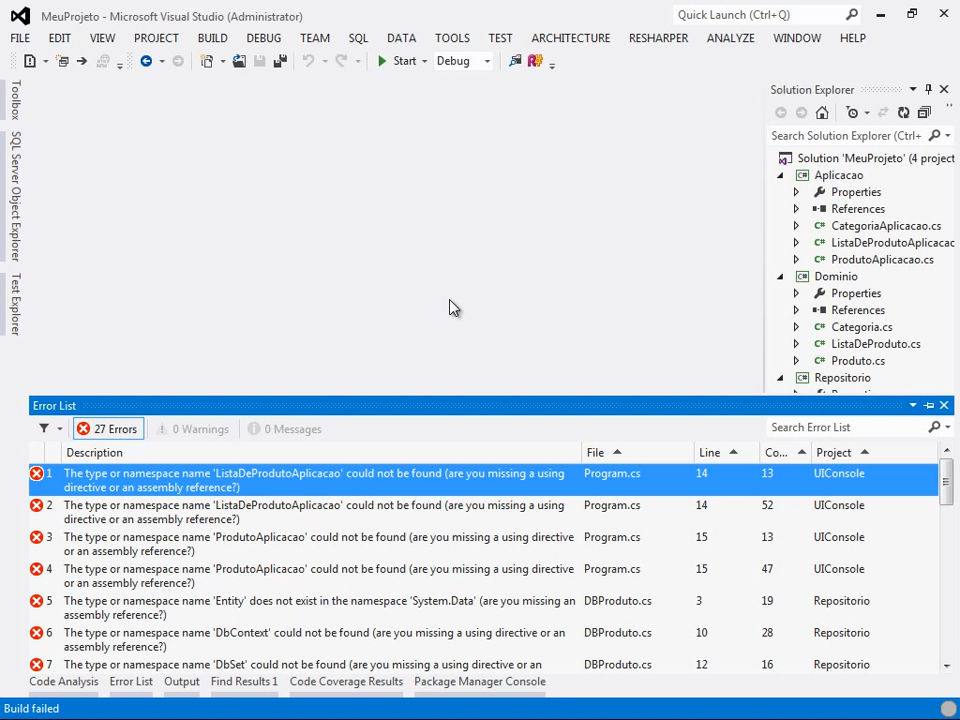 MeuProjeto - Microsoft Visual Studio (Administrator)
Quick Launch (Ctrl+Q)
FILE EDIT VIEW PROJECT BUILD DEBUG TEAM SQL DATA TOOLS TEST ARCHITECTURE RESHARPER ANALYZE WINDOW HELP
Start Debug
Toolbox
SQL Server Object Explorer
Test Explorer
Solution Explorer
Search Solution Explorer (Ctrl+
Solution 'MeuProjeto' (4 project
Aplicacao
Properties
References
CategoriaAplicacao.cs
ListaDeProdutoAplicacao
ProdutoAplicacao.cs
Dominio
Properties
References
Categoria.cs
ListaDeProduto.cs
Produto.cs
Repositorio
Error List
27 Errors 0 Warnings 0 Messages Search Error List
Description File Line Co... Project
1 The type or namespace name 'ListaDeProdutoAplicacao' could not be found (are you missing a using Program.cs 14 13 UIConsole
directive or an assembly reference?)
2 The type or namespace name 'ListaDeProdutoAplicacao' could not be found (are you missing a using Program.cs 14 52 UIConsole
directive or an assembly reference?)
3 The type or namespace name 'ProdutoAplicacao' could not be found (are you missing a using directive Program.cs 15 13 UIConsole
or an assembly reference?)
4 The type or namespace name 'ProdutoAplicacao' could not be found (are you missing a using directive Program.cs 15 47 UIConsole
or an assembly reference?)
5 The type or namespace name 'Entity' does not exist in the namespace 'System.Data' (are you missing an DBProduto.cs 3 19 Repositorio
assembly reference?)
6 The type or namespace name 'DbContext' could not be found (are you missing a using directive or an DBProduto.cs 10 28 Repositorio
assembly reference?)
7 The type or namespace name 'DbSet' could not be found (are you missing a using directive or an DBProduto.cs 12 16 Repositorio
Code Analysis Error List Output Find Results 1 Code Coverage Results Package Manager Console
Build failed